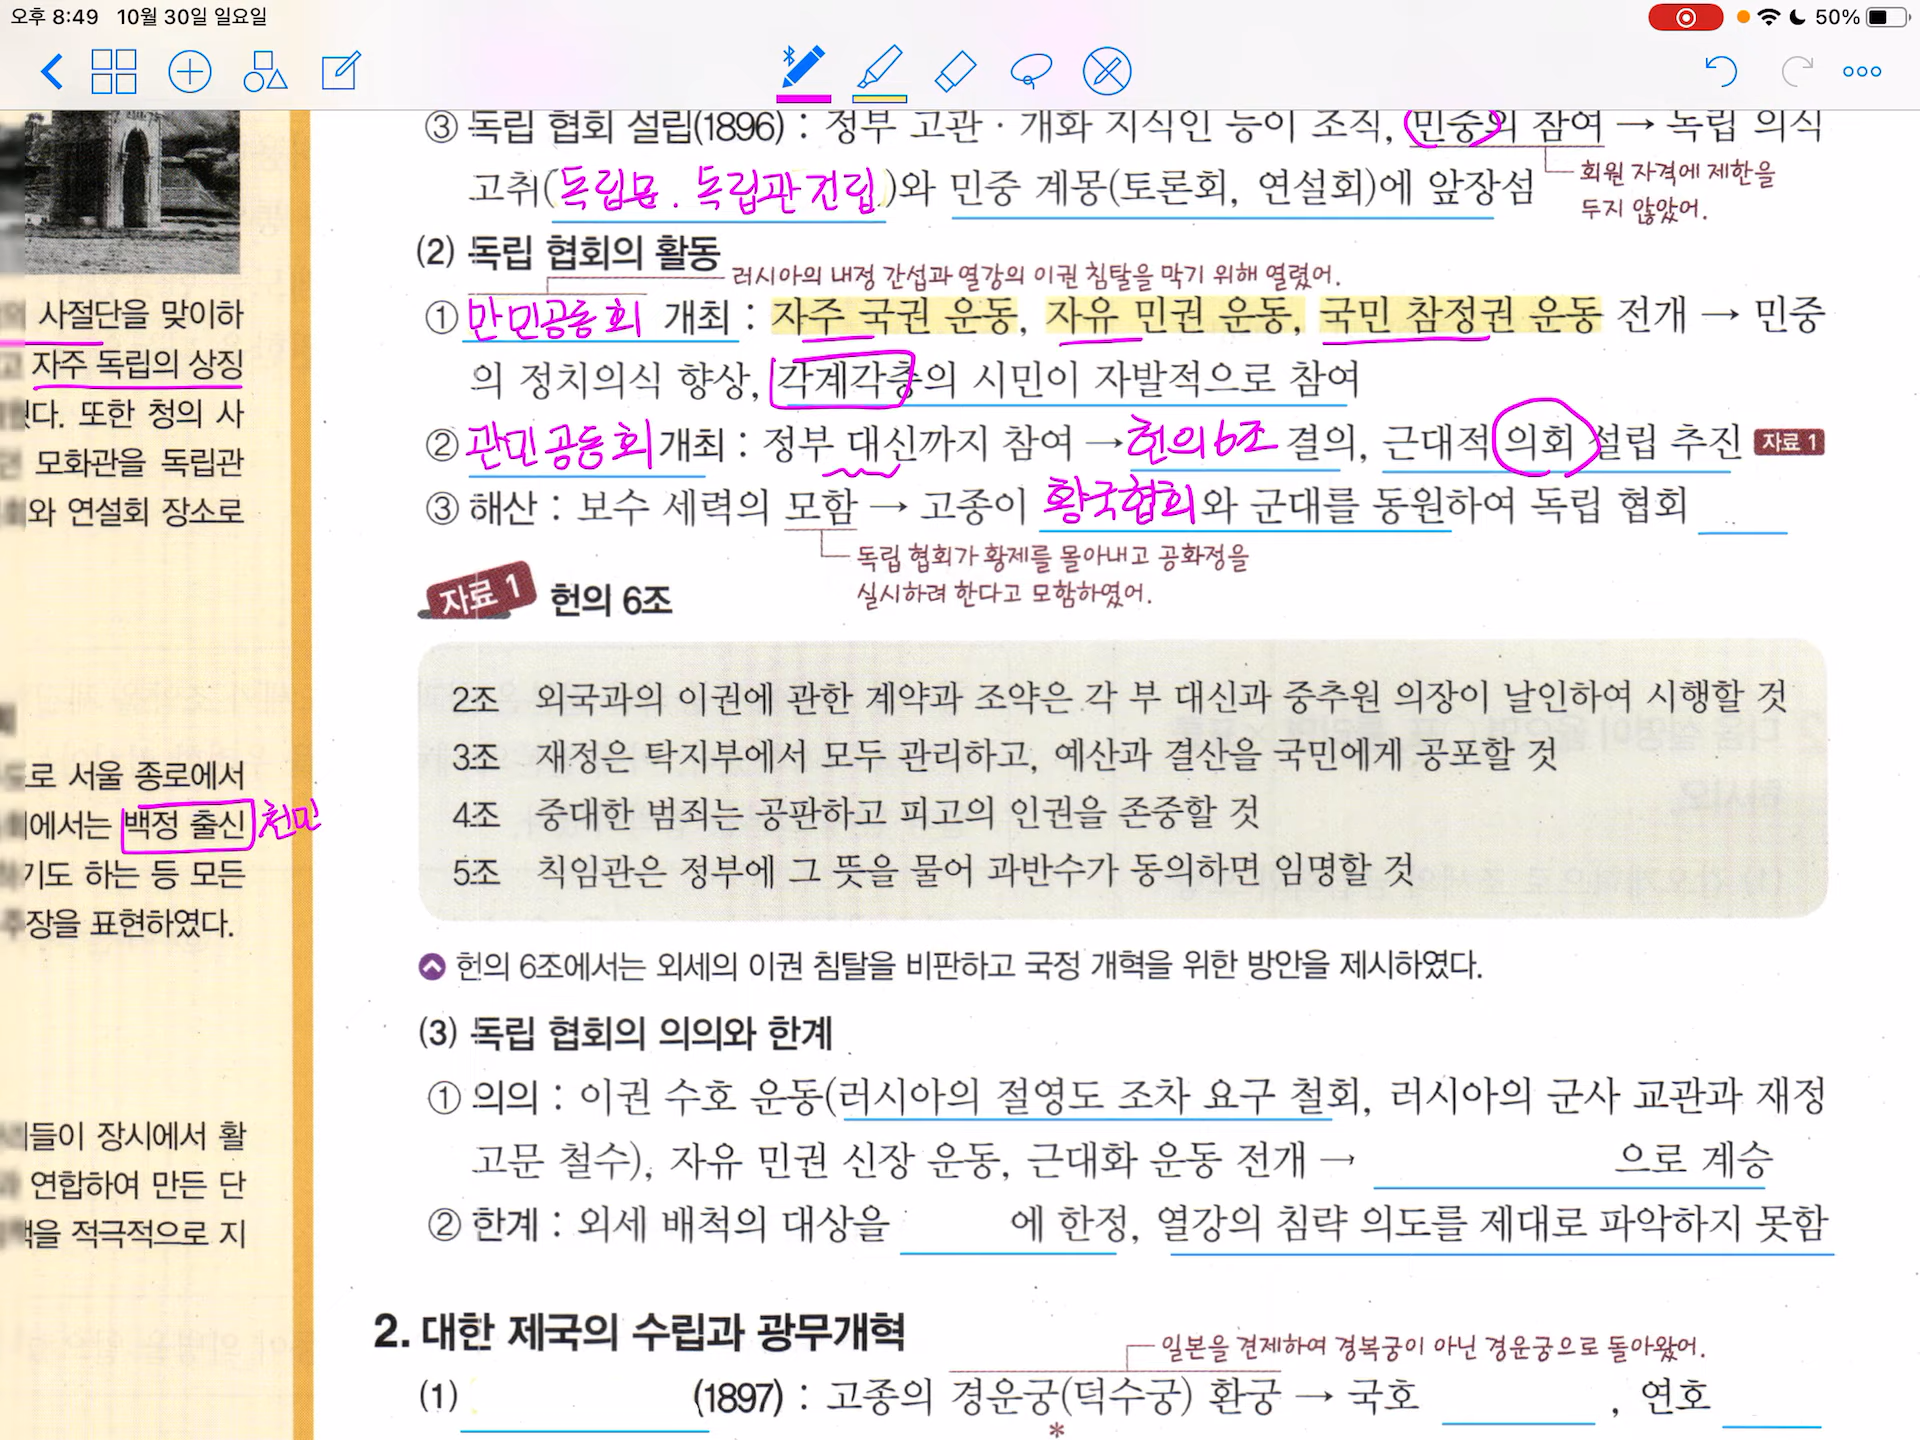 오후 8:49 10월 30일 일요일
50%
③ 독립 협회 설립(1896) : 정부 고관 · 개화 지식인 등이 조직, 민중의 참여 → 독립 의식
회원 자격에 제한을
두지 않았어.
고취(독립문 . 독립관 건립)와 민중 계몽(토론회, 연설회)에 앞장섬
(2) 독립 협회의 활동
러시아의 내정 간섭과 열강의 이권 침탈을 막기 위해 열렸어.
① 만민공동회 개최 : 자주 국권 운동, 자유 민권 운동, 국민 참정권 운동 전개 → 민중
의 정치의식 향상, 각계각층의 시민이 자발적으로 참여
② 관민공동회 개최 : 정부 대신까지 참여 → 헌의6조 결의, 근대적 의회 설립 추진 자료 1
③ 해산 : 보수 세력의 모함 → 고종이 황국협회와 군대를 동원하여 독립 협회
독립 협회가 황제를 몰아내고 공화정을
실시하려 한다고 모함하였어.
자료 1 헌의 6조
2조 외국과의 이권에 관한 계약과 조약은 각 부 대신과 중추원 의장이 날인하여 시행할 것
3조 재정은 탁지부에서 모두 관리하고, 예산과 결산을 국민에게 공포할 것
4조 중대한 범죄는 공판하고 피고의 인권을 존중할 것
5조 칙임관은 정부에 그 뜻을 물어 과반수가 동의하면 임명할 것
헌의 6조에서는 외세의 이권 침탈을 비판하고 국정 개혁을 위한 방안을 제시하였다.
(3) 독립 협회의 의의와 한계
① 의의 : 이권 수호 운동(러시아의 절영도 조차 요구 철회, 러시아의 군사 교관과 재정
고문 철수), 자유 민권 신장 운동, 근대화 운동 전개 → 으로 계승
② 한계 : 외세 배척의 대상을 에 한정, 열강의 침략 의도를 제대로 파악하지 못함
2. 대한 제국의 수립과 광무개혁
일본을 견제하여 경복궁이 아닌 경운궁으로 돌아왔어.
(1) (1897) : 고종의 경운궁(덕수궁) 환궁 → 국호 , 연호
*
사절단을 맞이하
고 자주 독립의 상징
다. 또한 청의 사
모화관을 독립관
와 연설회 장소로
로 서울 종로에서
에서는 백정 출신 천민
기도 하는 등 모든
주장을 표현하였다.
들이 장시에서 활
연합하여 만든 단
을 적극적으로 지